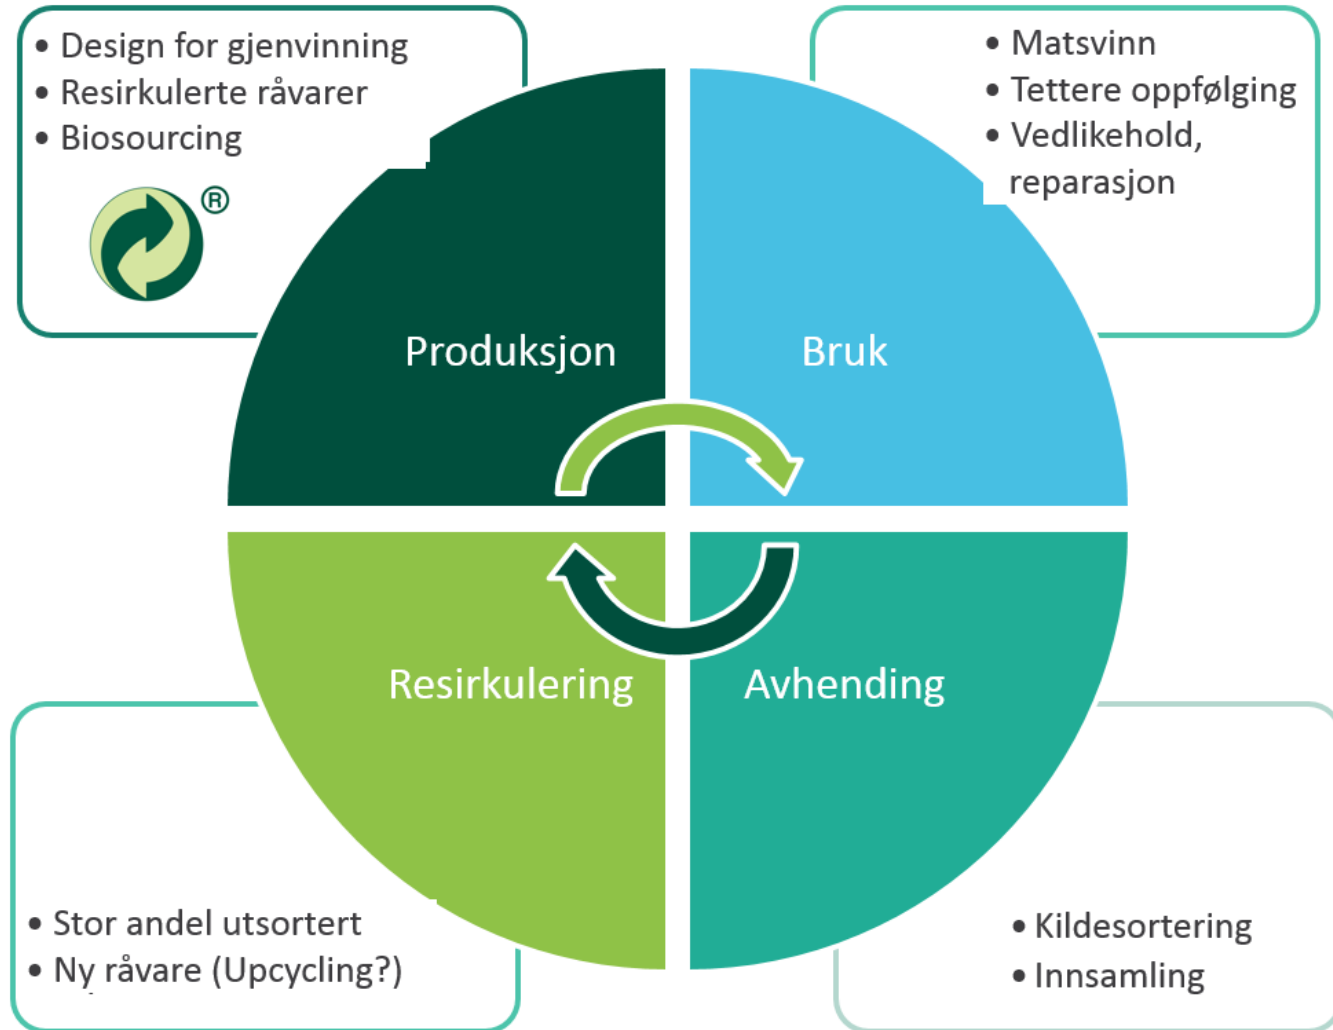 • Design for gjenvinning
• Resirkulerte råvarer
• Biosourcing
®
• Matsvinn
• Tettere oppfølging
• Vedlikehold,
reparasjon
Produksjon
Bruk
Resirkulering
Avhending
• Stor andel utsortert
• Ny råvare (Upcycling?)
• Kildesortering
• Innsamling